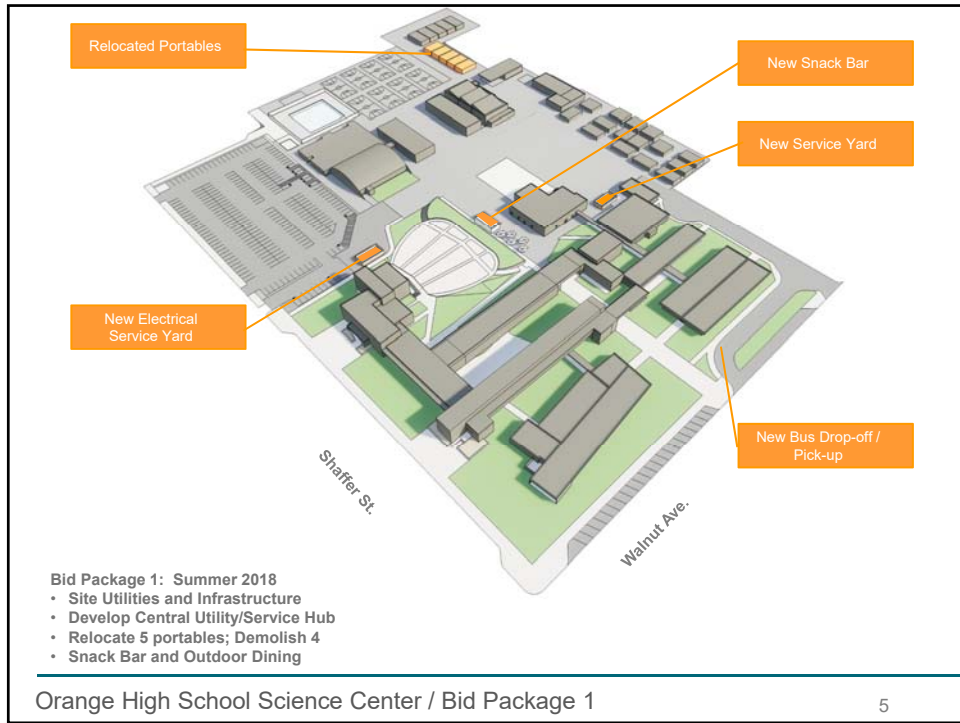 Relocated Portables
New Snack Bar
New Service Yard
New Electrical
Service Yard
New Bus Drop-off /
Pick-up
Shaffer St.
Walnut Ave.
Bid Package 1:  Summer 2018
• Site Utilities and Infrastructure
• Develop Central Utility/Service Hub
• Relocate 5 portables; Demolish 4
• Snack Bar and Outdoor Dining
Orange High School Science Center / Bid Package 1
5